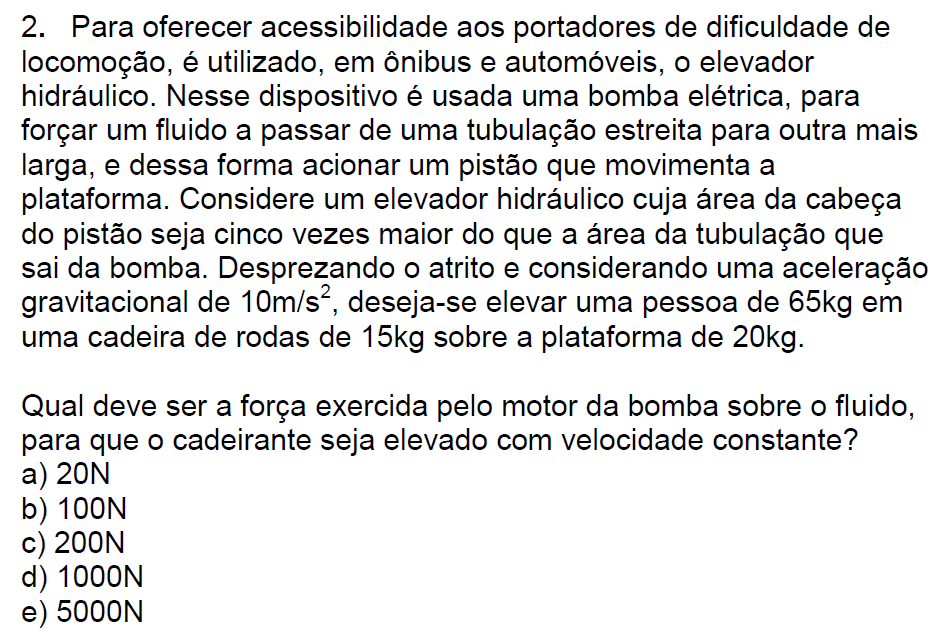 2. Para oferecer acessibilidade aos portadores de dificuldade de
locomoção, é utilizado, em ônibus e automóveis, o elevador
hidráulico. Nesse dispositivo é usada uma bomba elétrica, para
forçar um fluido a passar de uma tubulação estreita para outra mais
larga, e dessa forma acionar um pistão que movimenta a
plataforma. Considere um elevador hidráulico cuja área da cabeça
do pistão seja cinco vezes maior do que a área da tubulação que
sai da bomba. Desprezando o atrito e considerando uma aceleração
gravitacional de 10m/s², deseja-se elevar uma pessoa de 65kg em
uma cadeira de rodas de 15kg sobre a plataforma de 20kg.
Qual deve ser a força exercida pelo motor da bomba sobre o fluido,
para que o cadeirante seja elevado com velocidade constante?
a) 20N
b) 100N
c) 200N
d) 1000N
e) 5000N